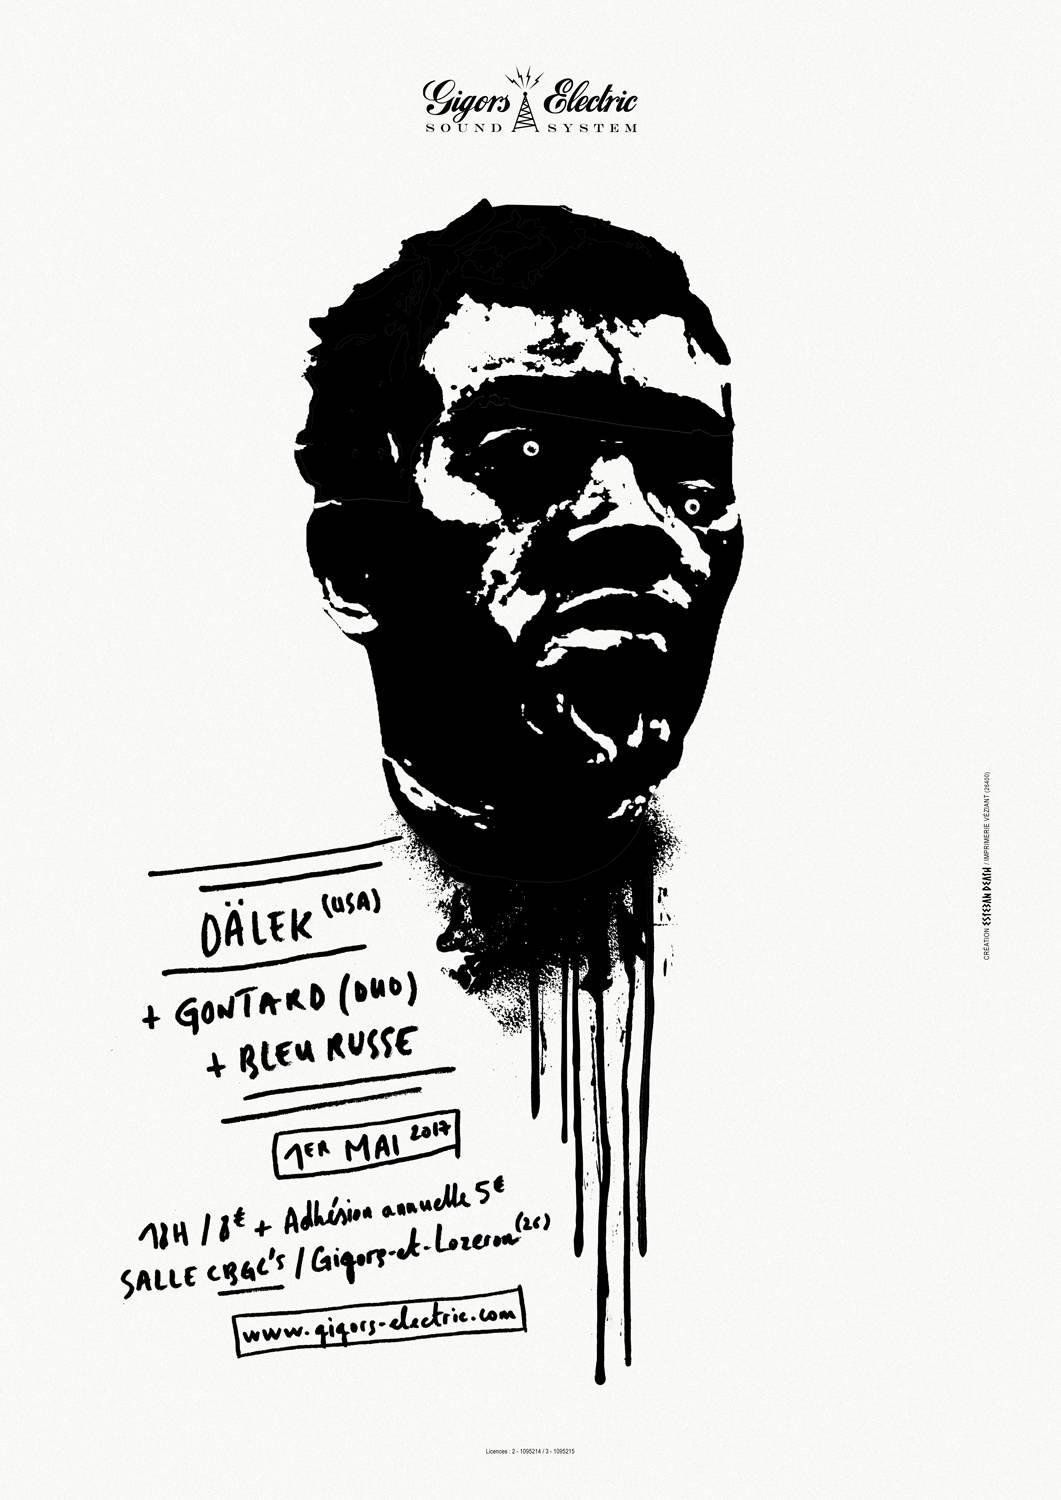 Gigors Electric
SOUND SYSTEM
DÄLEK (USA)
+ GONTARD (DUO)
+ BLEU RUSSE
1ER MAI 2017
18H / 8€ + Adhésion annuelle 5€
SALLE CBGC's / Gigors-et-Lozeron (26)
www.gigors-electric.com
CRÉATION ESTEBAN DEASH / IMPRIMERIE VÉZIANT (26400)
Licences : 2 - 1095214 / 3 - 1095215